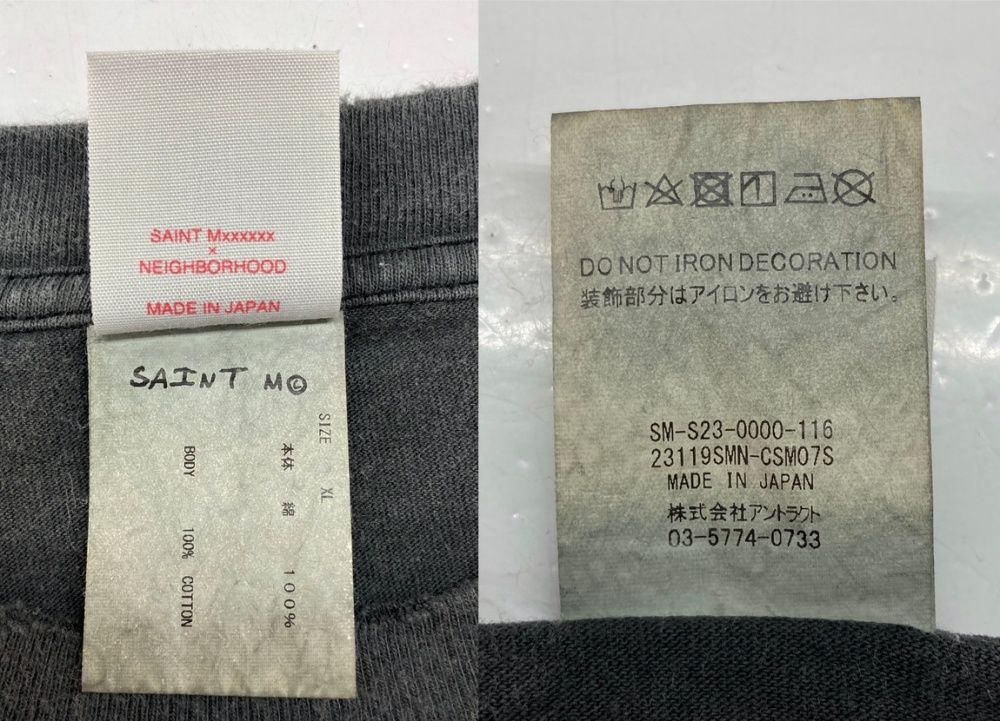 SAINT Mxxxxxx
×
NEIGHBORHOOD
MADE IN JAPAN
SAINT M©
SIZE XL
本体 綿 100%
BODY 100% COTTON
DO NOT IRON DECORATION
装飾部分はアイロンをお避け下さい。
SM-S23-0000-116
23119SMN-CSM07S
MADE IN JAPAN
株式会社アントラクト
03-5774-0733